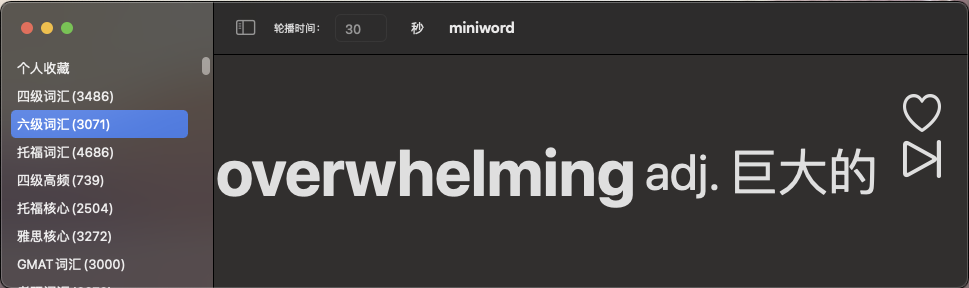 轮播时间： 30 秒 miniword
个人收藏
四级词汇 (3486)
六级词汇 (3071)
托福词汇 (4686)
四级高频 (739)
托福核心 (2504)
雅思核心 (3272)
GMAT 词汇 (3000)
overwhelming adj. 巨大的